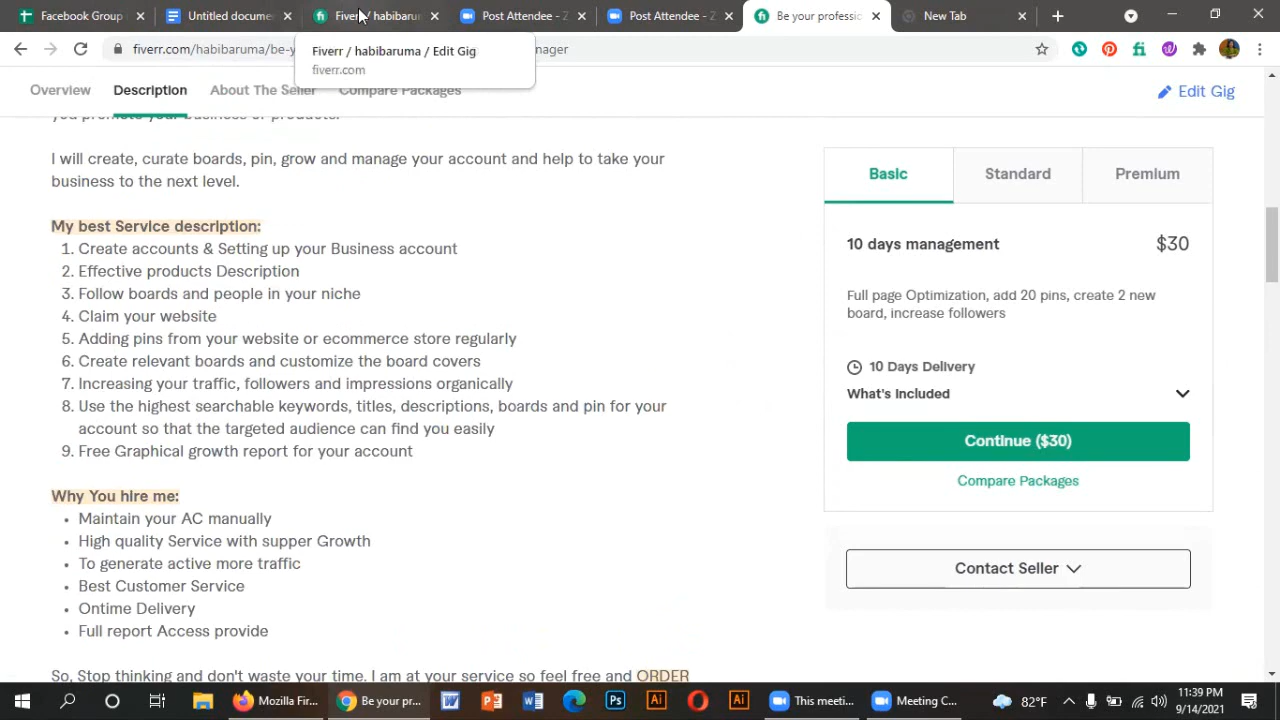 Facebook Group
Untitled docume
Fiverr / habibaru
Post Attendee - Z
Post Attendee - Z
Be your professio
New Tab
fiverr.com/habibaruma/be-y
nager
Fiverr / habibaruma / Edit Gig
fiverr.com
Overview
Description
About The Seller
Compare Packages
Edit Gig
you promote your business or products.
I will create, curate boards, pin, grow and manage your account and help to take your
business to the next level.
My best Service description:
1. Create accounts & Setting up your Business account
2. Effective products Description
3. Follow boards and people in your niche
4. Claim your website
5. Adding pins from your website or ecommerce store regularly
6. Create relevant boards and customize the board covers
7. Increasing your traffic, followers and impressions organically
8. Use the highest searchable keywords, titles, descriptions, boards and pin for your
account so that the targeted audience can find you easily
9. Free Graphical growth report for your account
Why You hire me:
• Maintain your AC manually
• High quality Service with supper Growth
• To generate active more traffic
• Best Customer Service
• Ontime Delivery
• Full report Access provide
So, Stop thinking and don't waste your time. I am at your service so feel free and ORDER
Basic
Standard
Premium
10 days management
$30
Full page Optimization, add 20 pins, create 2 new
board, increase followers
10 Days Delivery
What's Included
Continue ($30)
Compare Packages
Contact Seller
Mozilla Fir...
Be your pr...
This meeti...
Meeting C...
82°F
11:39 PM
9/14/2021